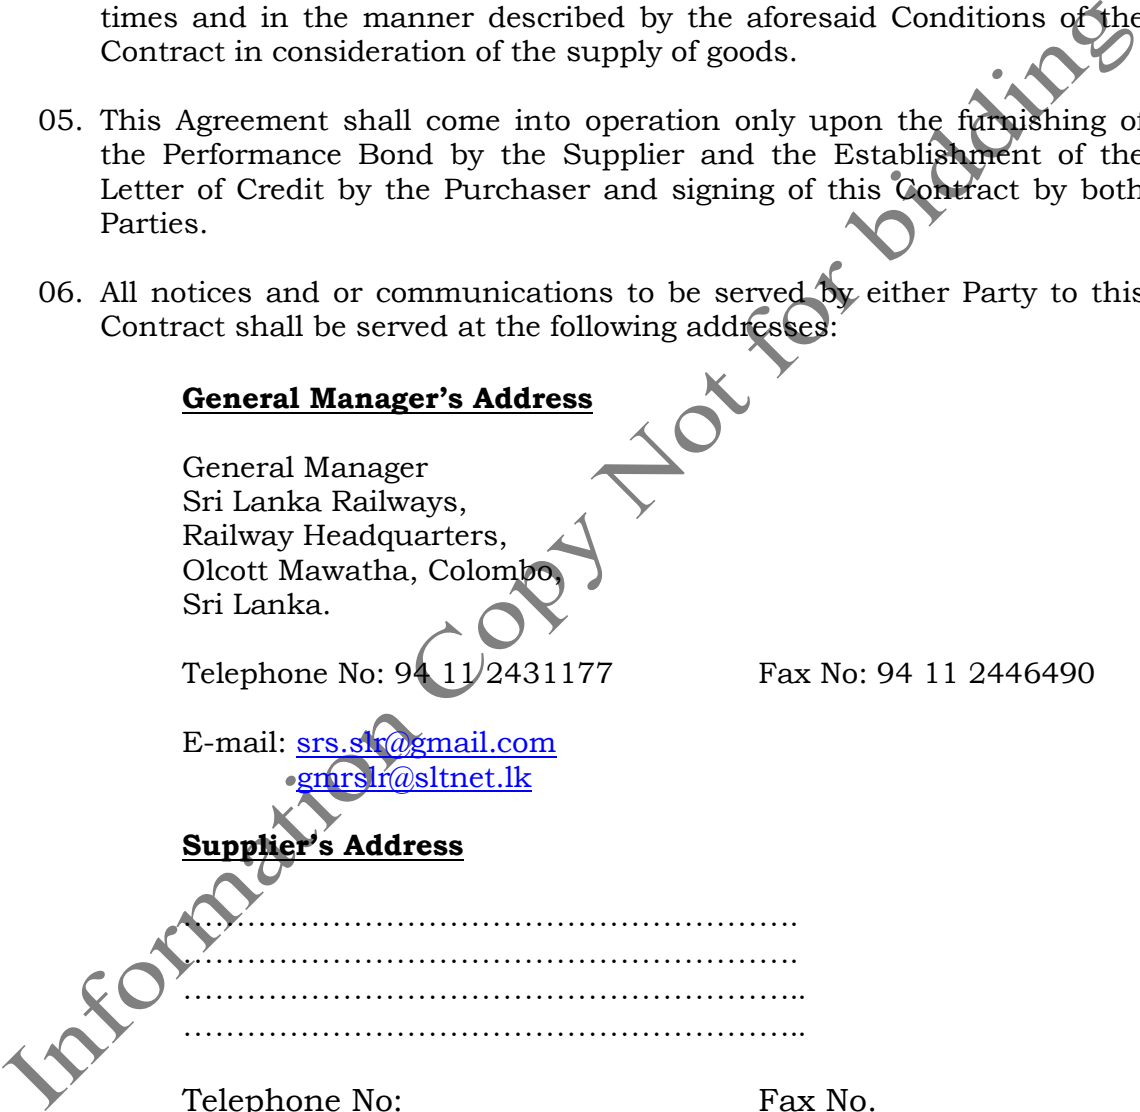 times and in the manner described by the aforesaid Conditions of the
Contract in consideration of the supply of goods.
05. This Agreement shall come into operation only upon the furnishing of
the Performance Bond by the Supplier and the Establishment of the
Letter of Credit by the Purchaser and signing of this Contract by both
Parties.
06. All notices and or communications to be served by either Party to this
Contract shall be served at the following addresses:
General Manager’s Address
General Manager
Sri Lanka Railways,
Railway Headquarters,
Olcott Mawatha, Colombo,
Sri Lanka.
Telephone No: 94 11 2431177 Fax No: 94 11 2446490
E-mail: srs.slr@gmail.com
gmrslr@sltnet.lk
Supplier’s Address
…………………………………………………………….
…………………………………………………………….
……………………………………………………………..
……………………………………………………………..
Telephone No: Fax No.
Information Copy Not for bidding